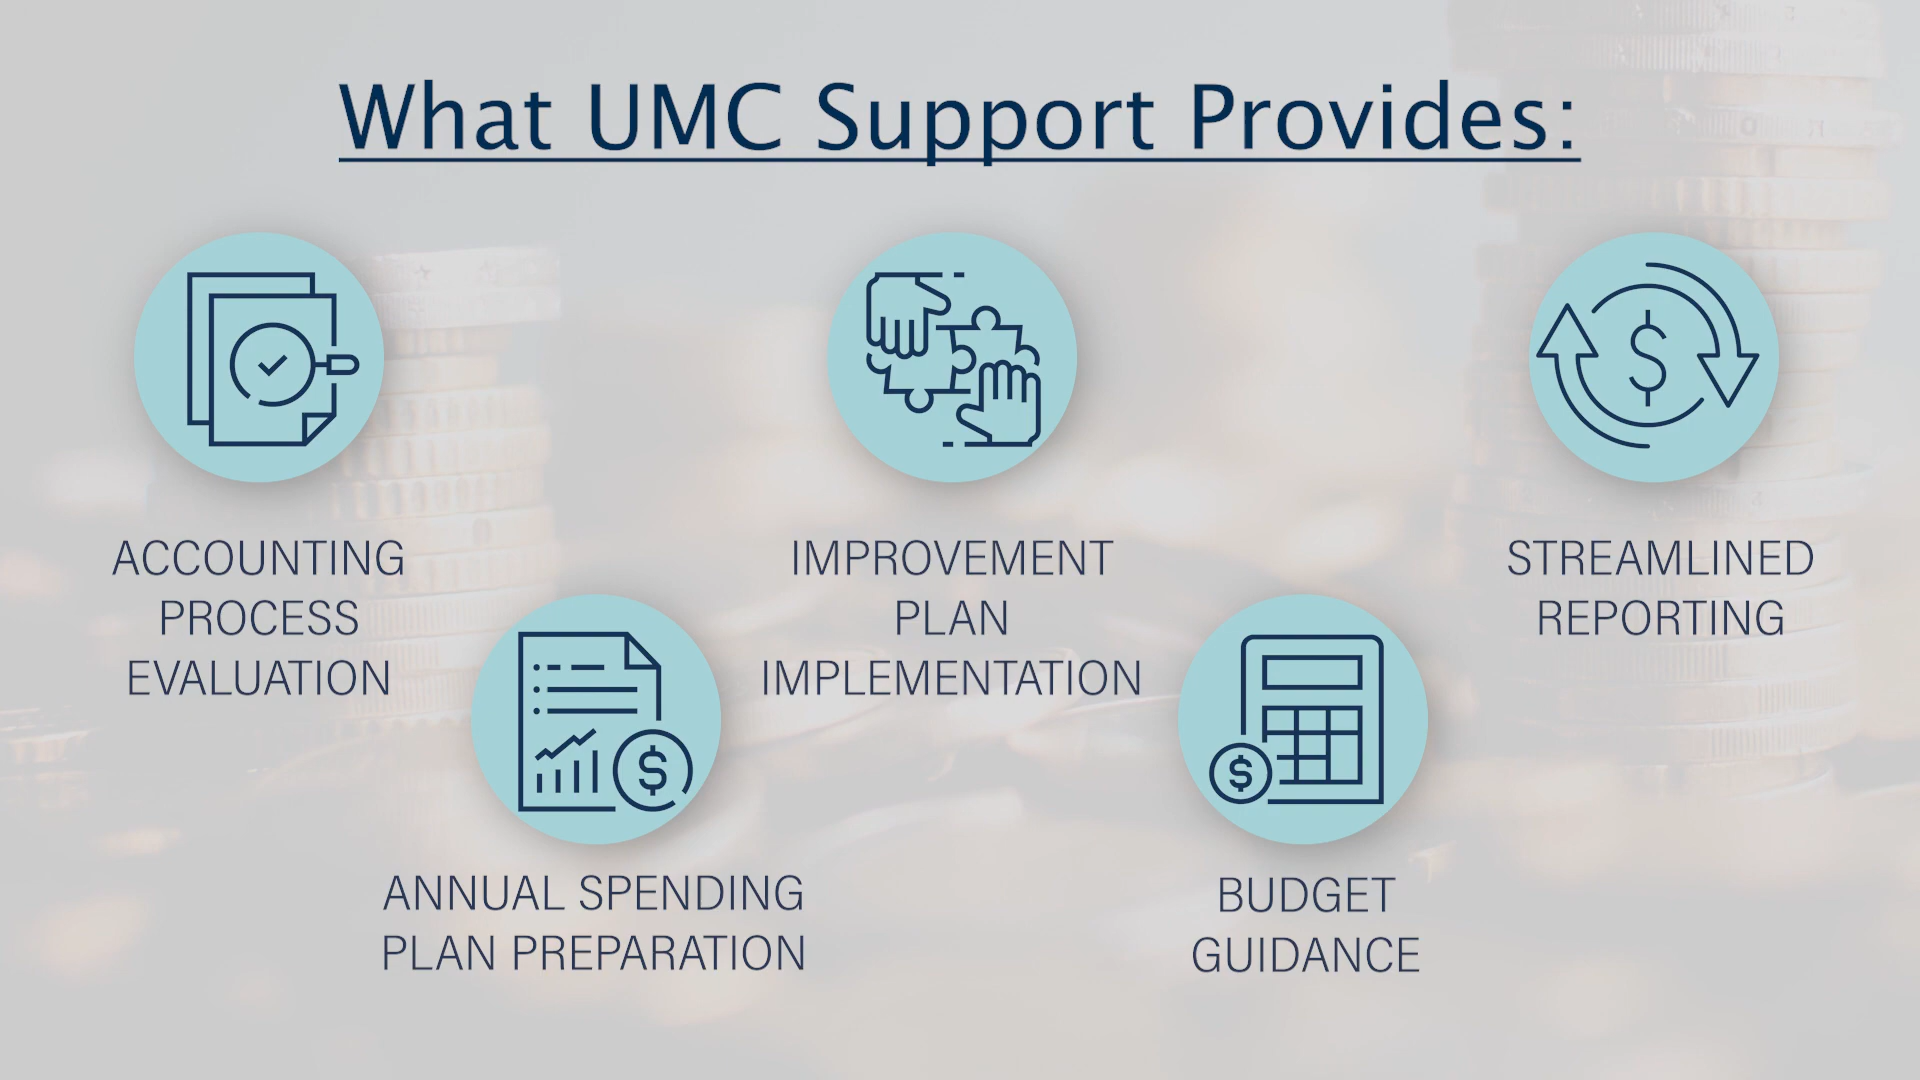 What UMC Support Provides:
ACCOUNTING
PROCESS
EVALUATION
ANNUAL SPENDING
PLAN PREPARATION
IMPROVEMENT
PLAN
IMPLEMENTATION
BUDGET
GUIDANCE
STREAMLINED
REPORTING